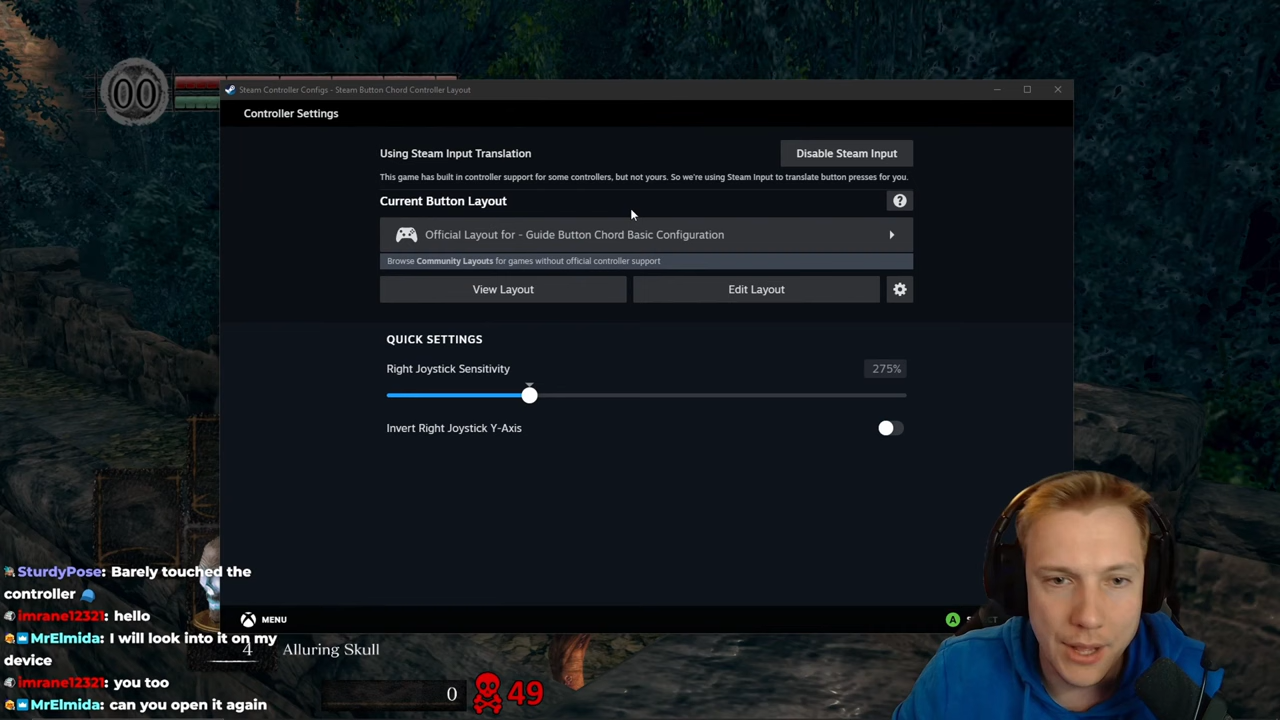 00
Steam Controller Configs - Steam Button Chord Controller Layout
Controller Settings
Using Steam Input Translation
Disable Steam Input
This game has built in controller support for some controllers, but not yours. So we're using Steam Input to translate button presses for you.
Current Button Layout
?
Official Layout for - Guide Button Chord Basic Configuration
Browse Community Layouts for games without official controller support
View Layout
Edit Layout
QUICK SETTINGS
Right Joystick Sensitivity
275%
Invert Right Joystick Y-Axis
SturdyPose: Barely touched the
controller
imrane12321: hello
MrElmida: I will look into it on my
device
imrane12321: you too
MrElmida: can you open it again
MENU
A
4
Alluring Skull
0
49